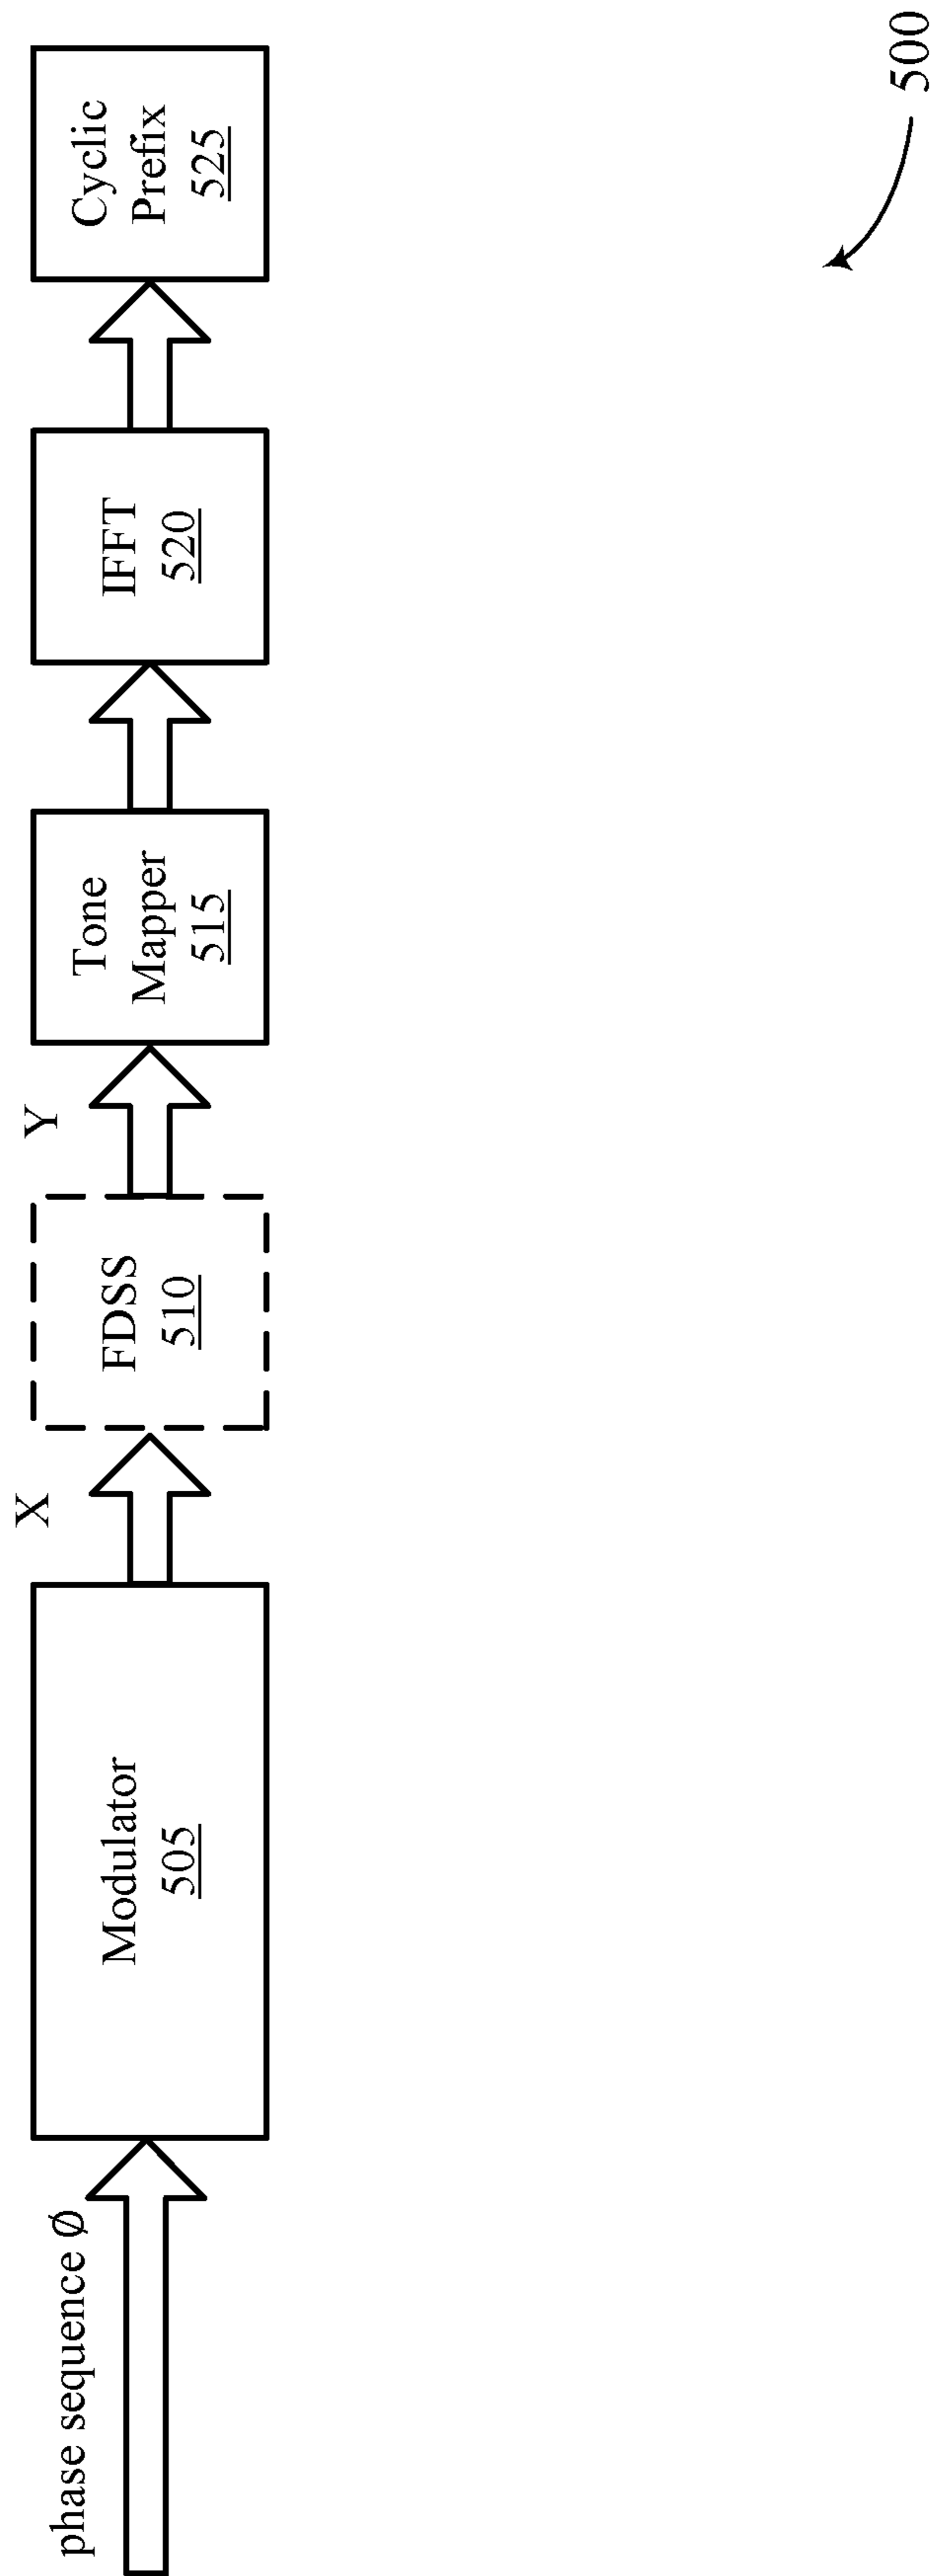 phase sequence Ø
Modulator
505
X
FDSS
510
Y
Tone
Mapper
515
IFFT
520
Cyclic
Prefix
525
500